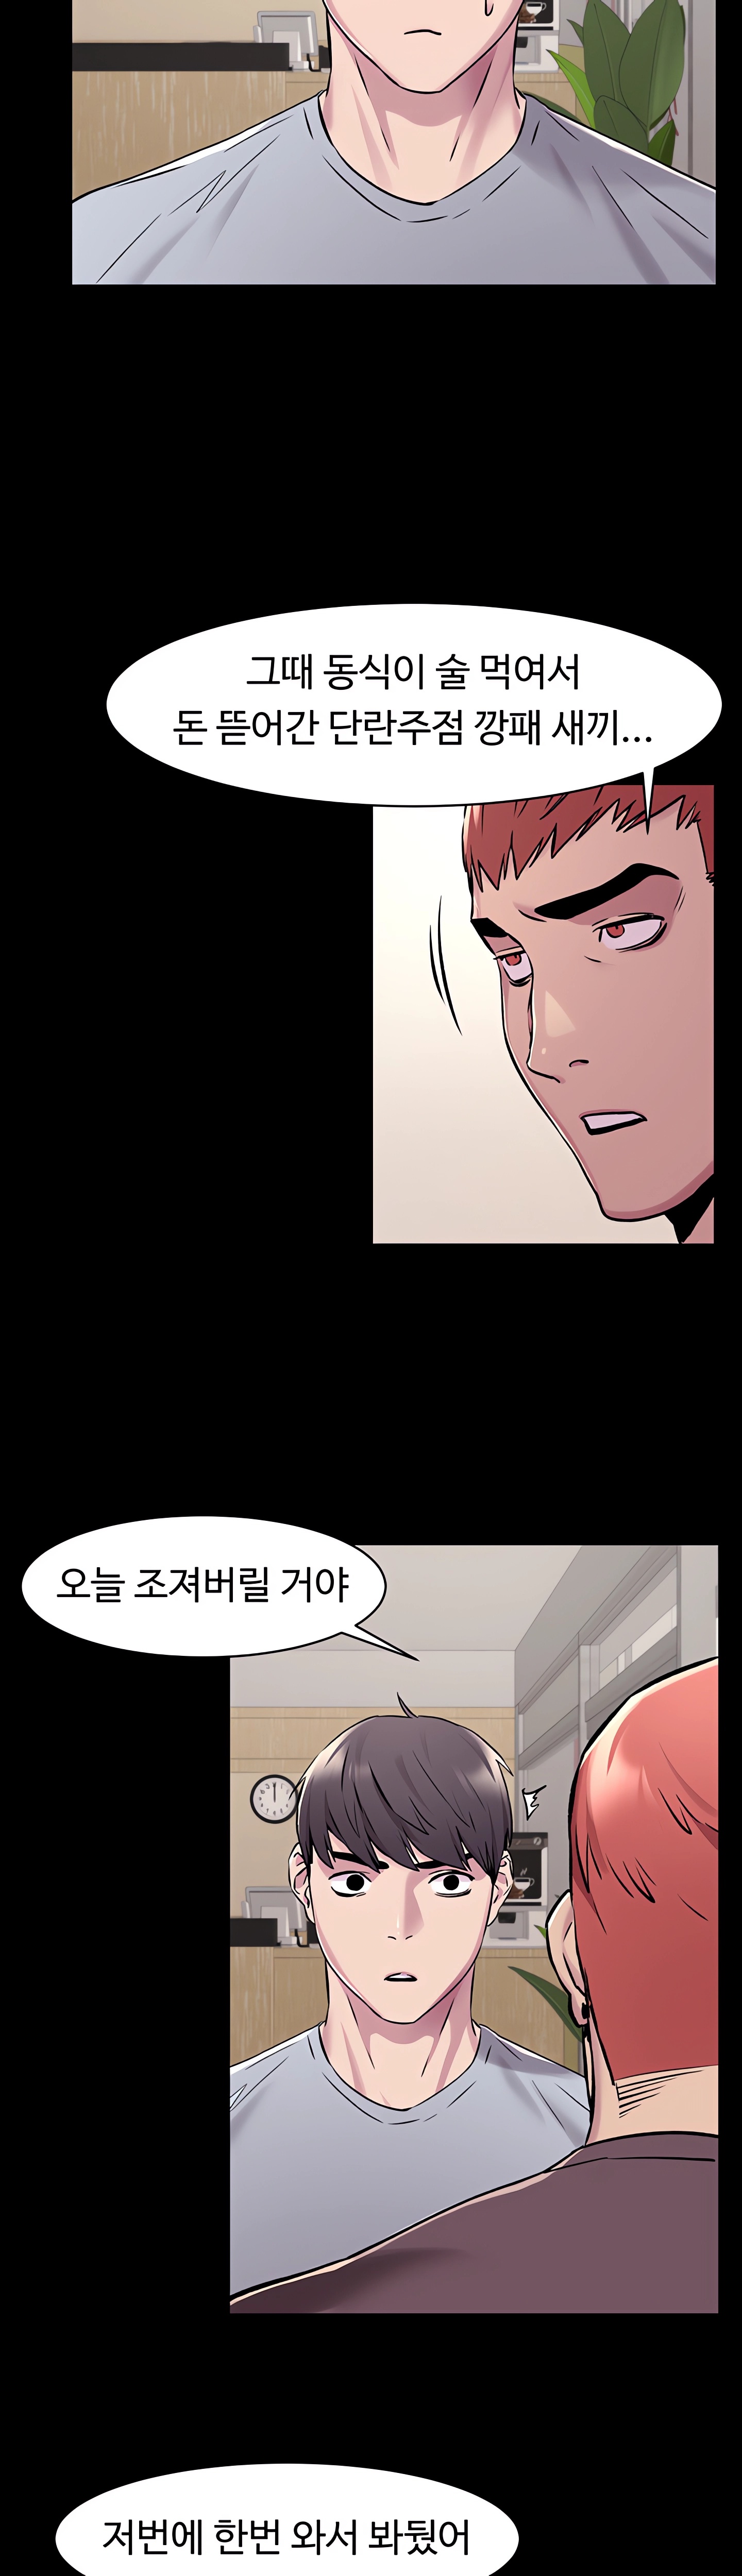 그때 동식이 술 먹여서
돈 뜯어간 단란주점 깡패 새끼...
오늘 조져버릴 거야
저번에 한번 와서 봐뒀어